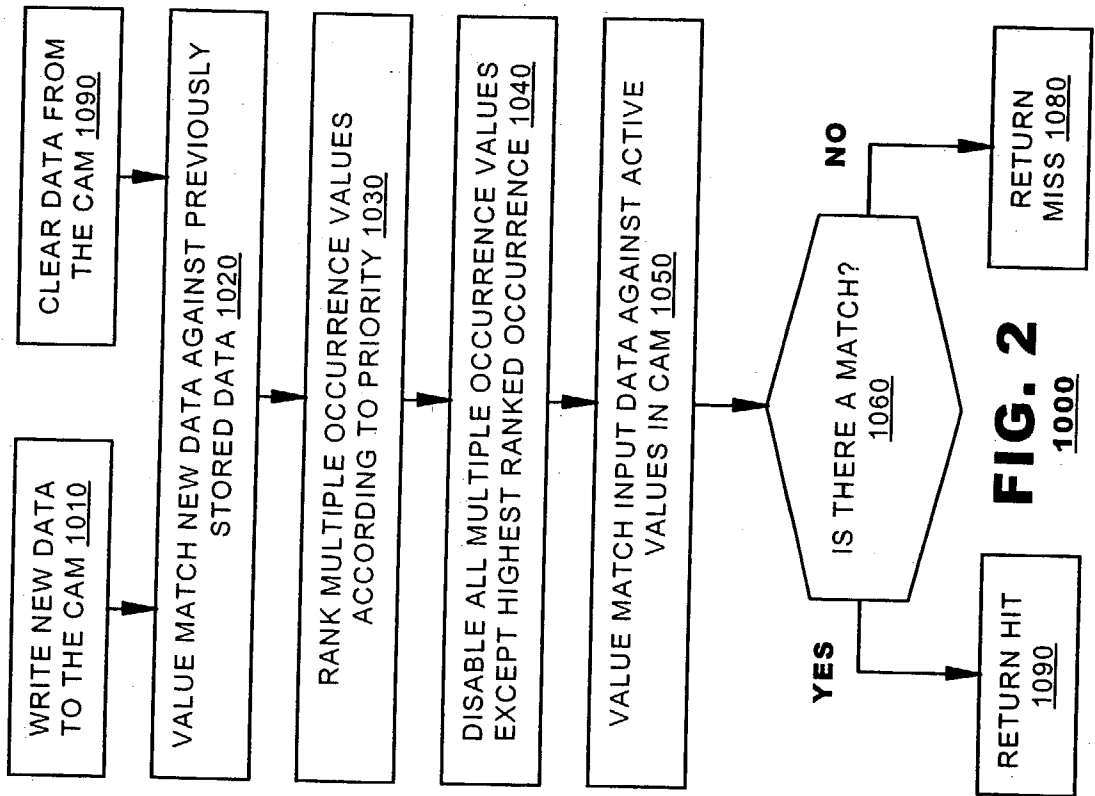 WRITE NEW DATA
TO THE CAM 1010
CLEAR DATA FROM
THE CAM 1090
VALUE MATCH NEW DATA AGAINST PREVIOUSLY
STORED DATA 1020
RANK MULTIPLE OCCURRENCE VALUES
ACCORDING TO PRIORITY 1030
DISABLE ALL MULTIPLE OCCURRENCE VALUES
EXCEPT HIGHEST RANKED OCCURRENCE 1040
VALUE MATCH INPUT DATA AGAINST ACTIVE
VALUES IN CAM 1050
IS THERE A MATCH?
1060
YES
NO
RETURN HIT
1090
RETURN
MISS 1080
FIG. 2
1000